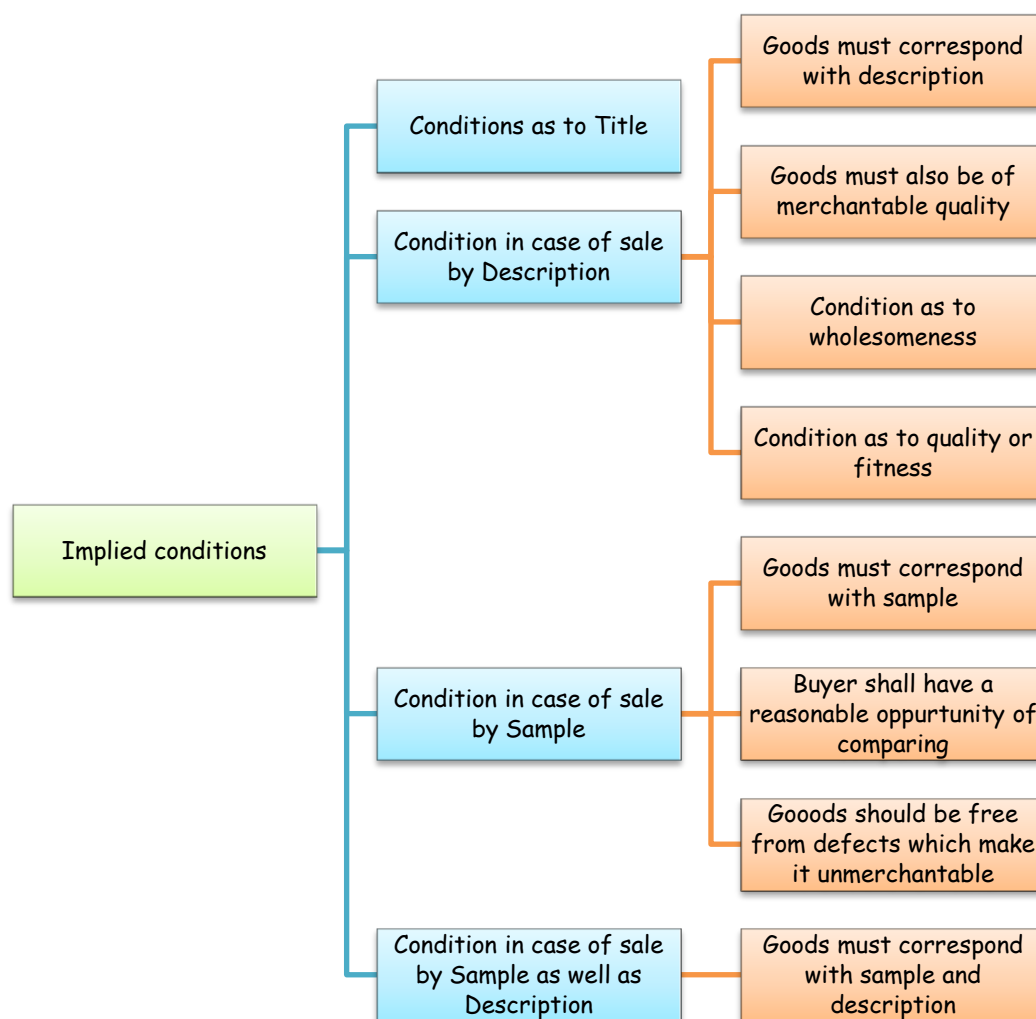 Implied conditions
Conditions as to Title
Condition in case of sale
by Description
Goods must correspond
with description
Goods must also be of
merchantable quality
Condition as to
wholesomeness
Condition as to quality or
fitness
Condition in case of sale
by Sample
Goods must correspond
with sample
Buyer shall have a
reasonable oppurtunity of
comparing
Gooods should be free
from defects which make
it unmerchantable
Condition in case of sale
by Sample as well as
Description
Goods must correspond
with sample and
description